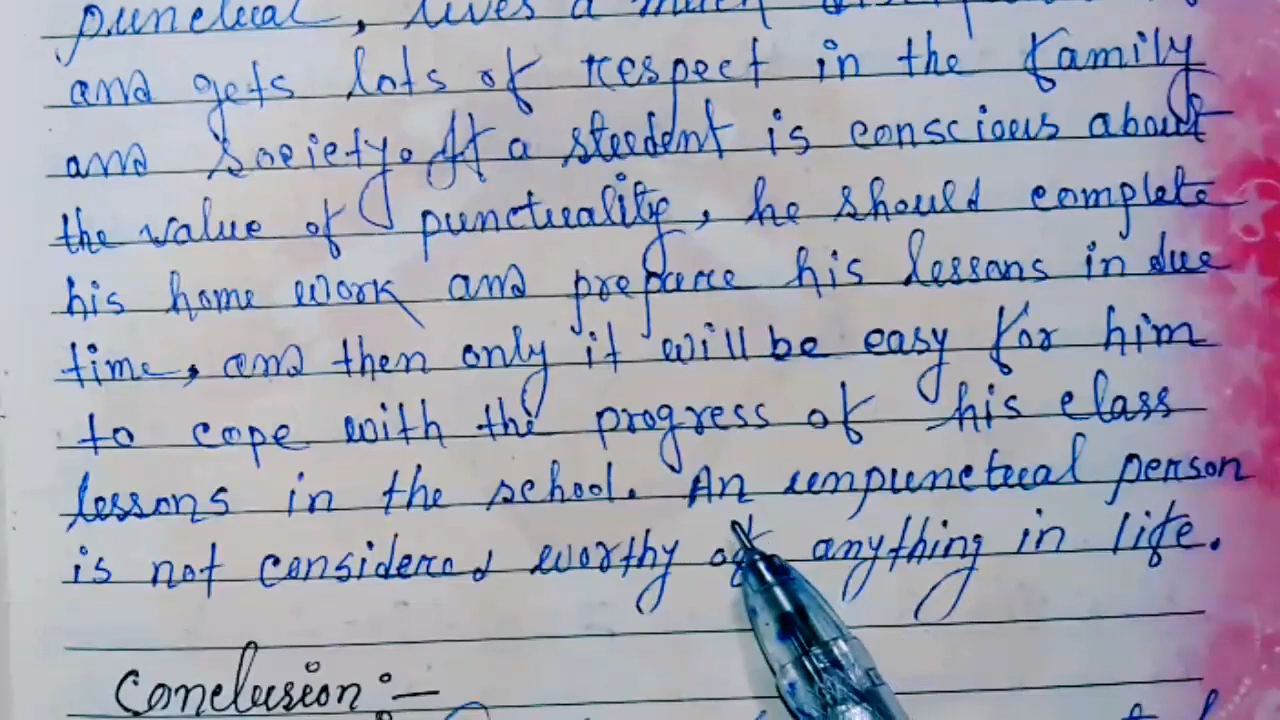 punctual, lives a much
and gets lots of respect in the family
and society. If a student is conscious about
the value of punctuality, he should complete
his home work and prepare his lessons in due
time, and then only it will be easy for him
to cope with the progress of his class
lessons in the school. An unpunctual person
is not considered worthy of anything in life.
Conclusion :-